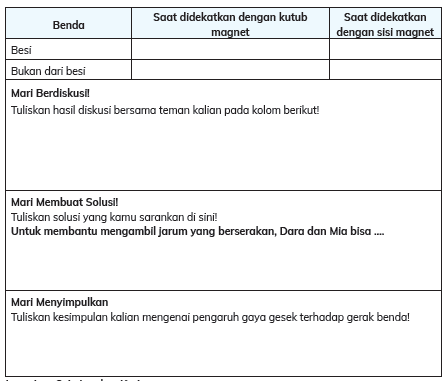 Benda
Saat didekatkan dengan kutub
magnet
Saat didekatkan
dengan sisi magnet
Besi
Bukan dari besi
Mari Berdiskusi!
Tuliskan hasil diskusi bersama teman kalian pada kolom berikut!
Mari Membuat Solusi!
Tuliskan solusi yang kamu sarankan di sini!
Untuk membantu mengambil jarum yang berserakan, Dara dan Mia bisa ....
Mari Menyimpulkan
Tuliskan kesimpulan kalian mengenai pengaruh gaya gesek terhadap gerak benda!